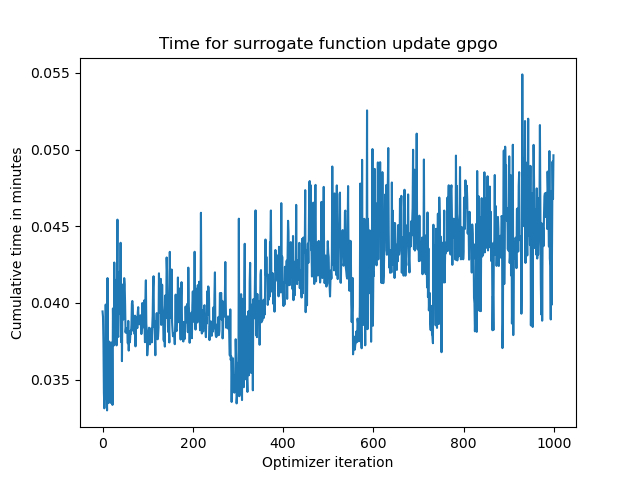 Time for surrogate function update gpgo
0.055
0.050
0.045
0.040
0.035
Cumulative time in minutes
0 200 400 600 800 1000
Optimizer iteration